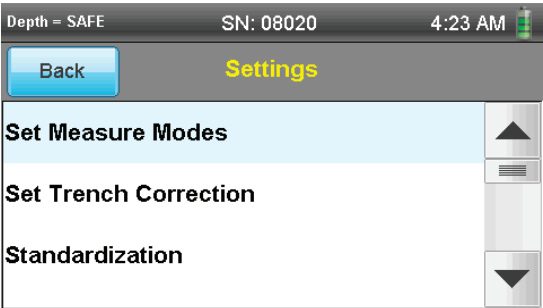 Depth = SAFE SN: 08020 4:23 AM
Back Settings
Set Measure Modes
Set Trench Correction
Standardization